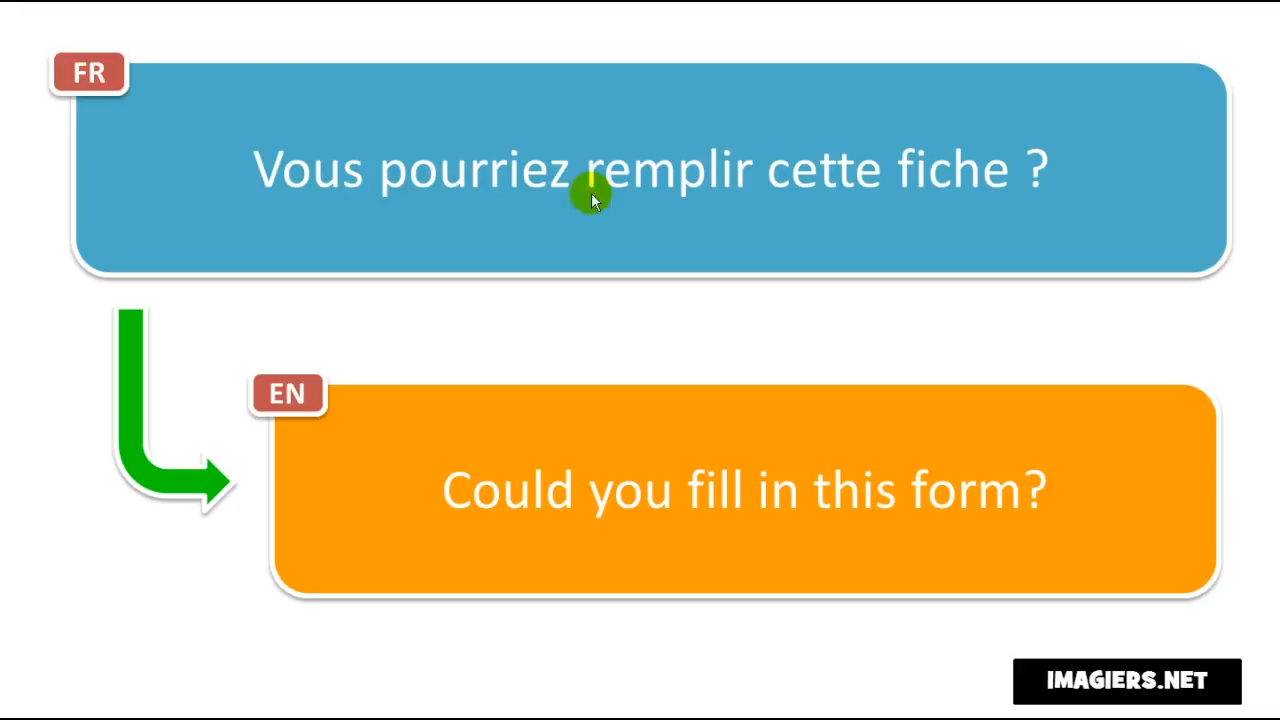 FR
Vous pourriez remplir cette fiche ?
EN
Could you fill in this form?
IMAGIERS.NET